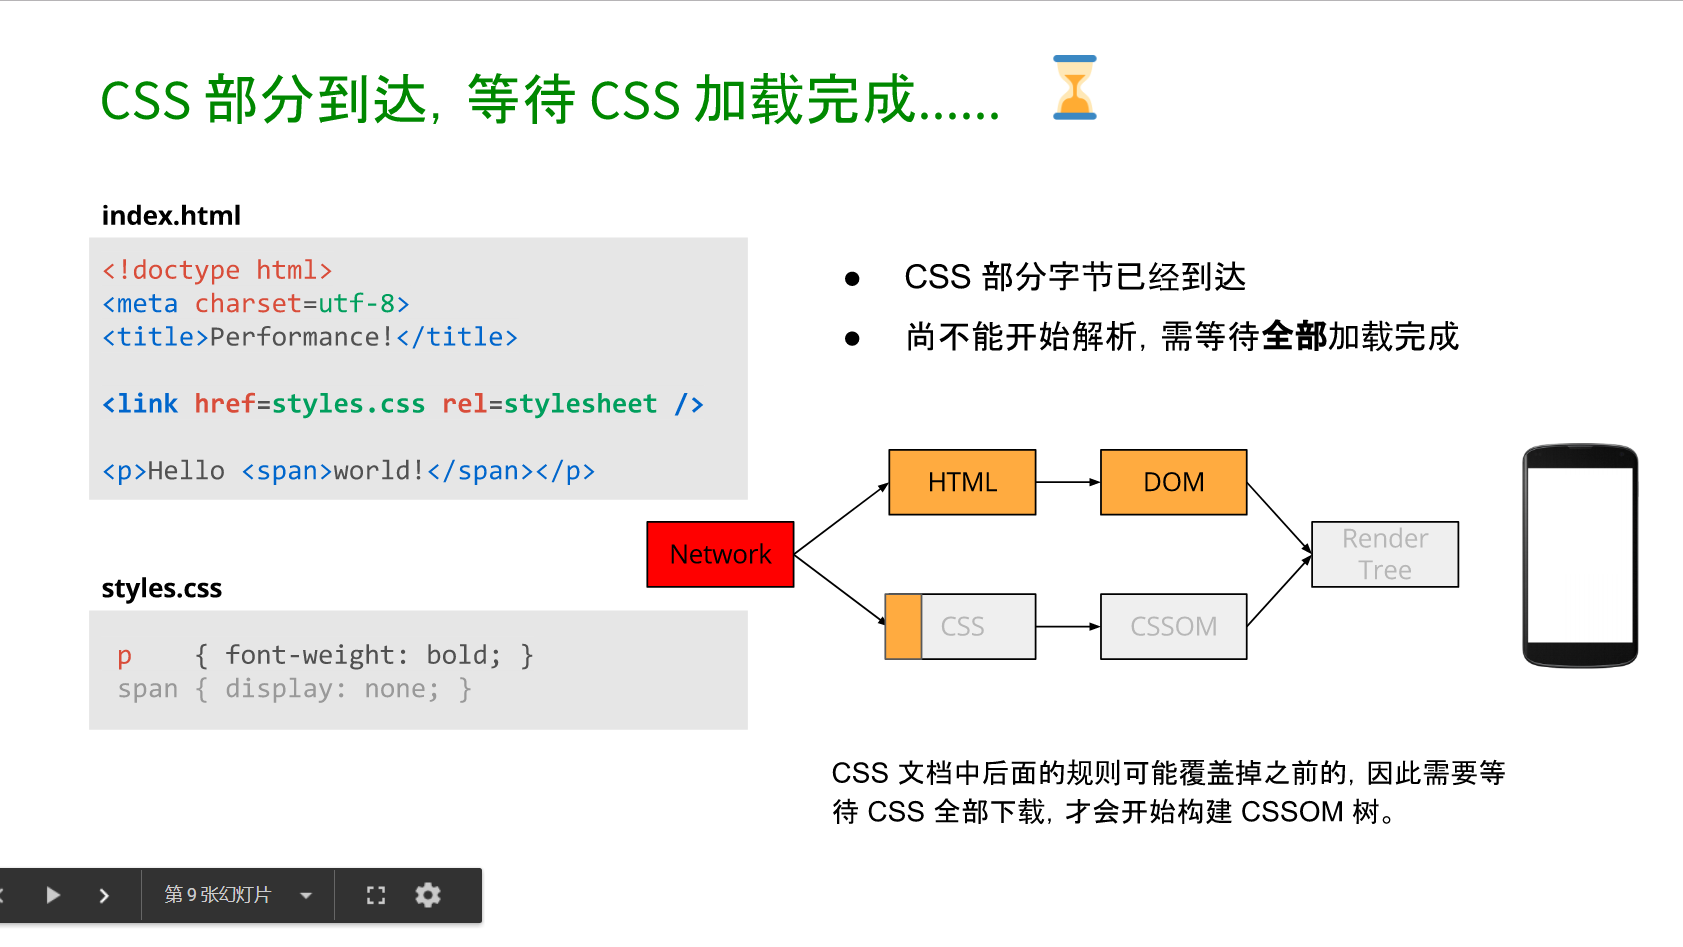 CSS 部分到达，等待 CSS 加载完成......
index.html
<!doctype html>
<meta charset=utf-8>
<title>Performance!</title>
<link href=styles.css rel=stylesheet />
<p>Hello <span>world!</span></p>
styles.css
p    { font-weight: bold; }
span { display: none; }
● CSS 部分字节已经到达
● 尚不能开始解析，需等待全部加载完成
Network
HTML
DOM
CSS
CSSOM
Render
Tree
CSS 文档中后面的规则可能覆盖掉之前的，因此需要等
待 CSS 全部下载，才会开始构建 CSSOM 树。
第 9 张幻灯片